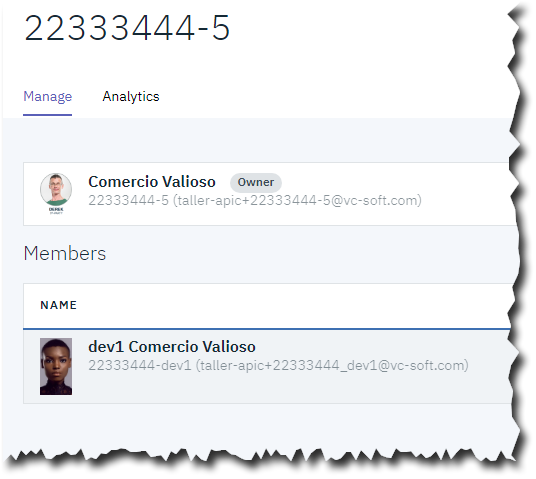 22333444-5
Manage Analytics
Comercio Valioso Owner
22333444-5 (taller-apic+22333444-5@vc-soft.com)
DEREK
Members
NAME
dev1 Comercio Valioso
22333444-dev1 (taller-apic+22333444_dev1@vc-soft.com)